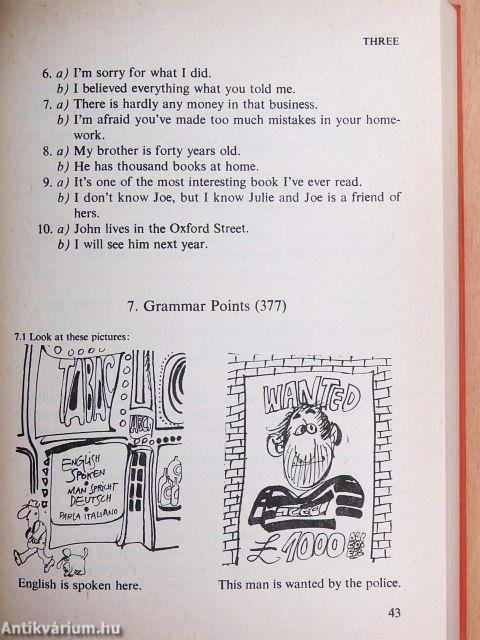 THREE
6. a) I'm sorry for what I did.
b) I believed everything what you told me.
7. a) There is hardly any money in that business.
b) I'm afraid you've made too much mistakes in your home-
work.
8. a) My brother is forty years old.
b) He has thousand books at home.
9. a) It's one of the most interesting book I've ever read.
b) I don't know Joe, but I know Julie and Joe is a friend of
hers.
10. a) John lives in the Oxford Street.
b) I will see him next year.
7. Grammar Points (377)
7.1 Look at these pictures:
TABAC
ENGLISH
SPOKEN
MAN SPRICHT
DEUTSCH
PARLA ITALIANO
WANTED
£ 1000
English is spoken here.
This man is wanted by the police.
43
Antikvárium.hu